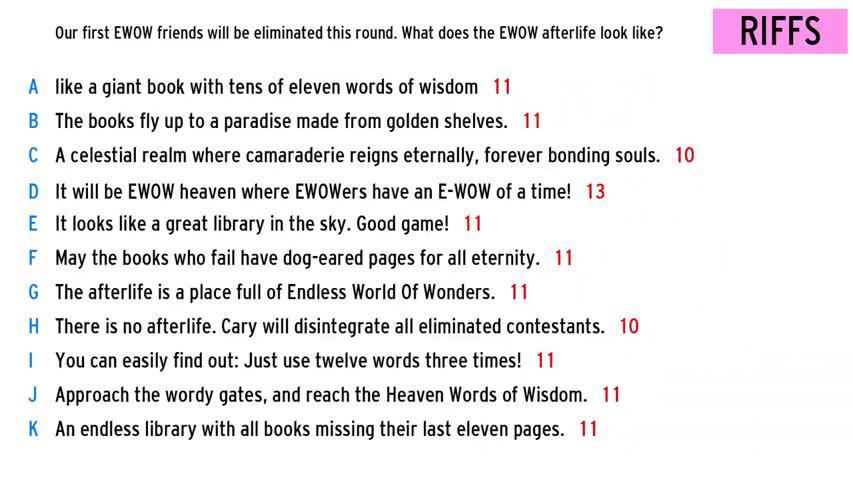 Our first EWOW friends will be eliminated this round. What does the EWOW afterlife look like?
RIFFS
A like a giant book with tens of eleven words of wisdom 11
B The books fly up to a paradise made from golden shelves. 11
C A celestial realm where camaraderie reigns eternally, forever bonding souls. 10
D It will be EWOW heaven where EWOWers have an E-WOW of a time! 13
E It looks like a great library in the sky. Good game! 11
F May the books who fail have dog-eared pages for all eternity. 11
G The afterlife is a place full of Endless World Of Wonders. 11
H There is no afterlife. Cary will disintegrate all eliminated contestants. 10
I You can easily find out: Just use twelve words three times! 11
J Approach the wordy gates, and reach the Heaven Words of Wisdom. 11
K An endless library with all books missing their last eleven pages. 11